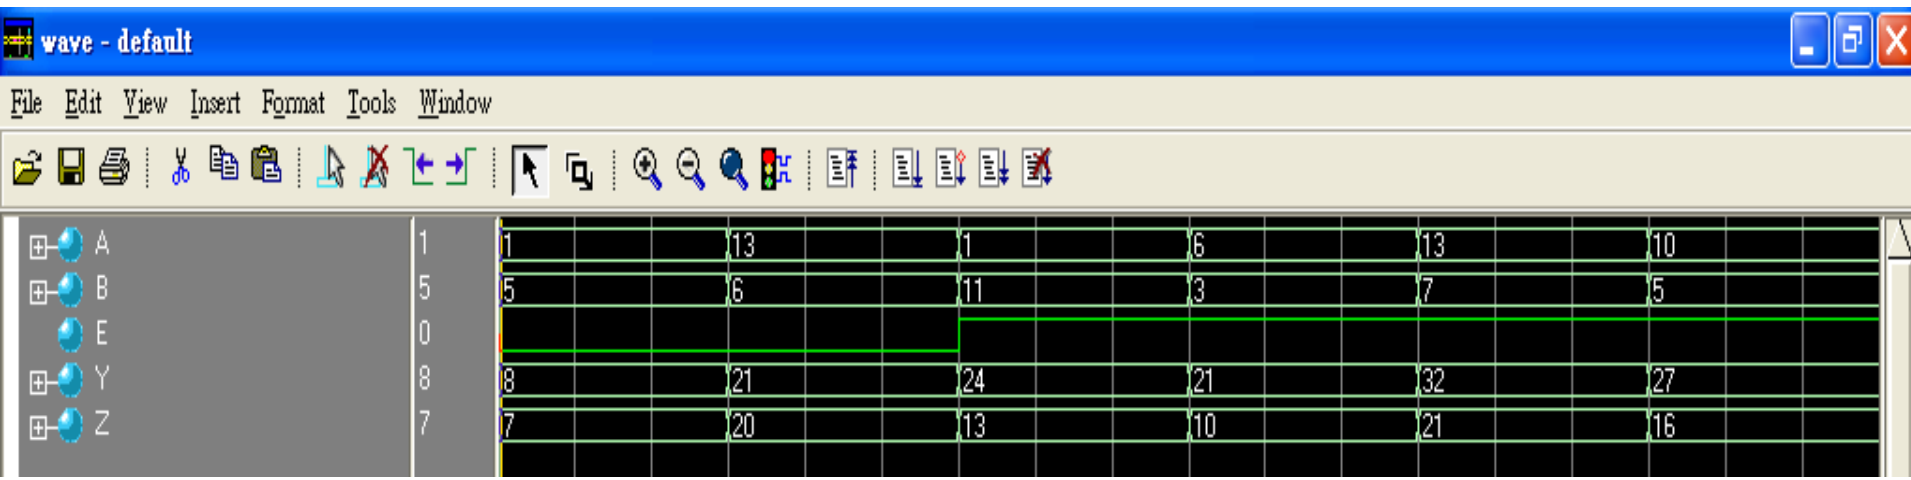 wave - default
File Edit View Insert Format Tools Window
A 1 1 13 1 6 13 10
B 5 5 6 11 3 7 5
E 0
Y 8 8 21 24 21 32 27
Z 7 7 20 13 10 21 16